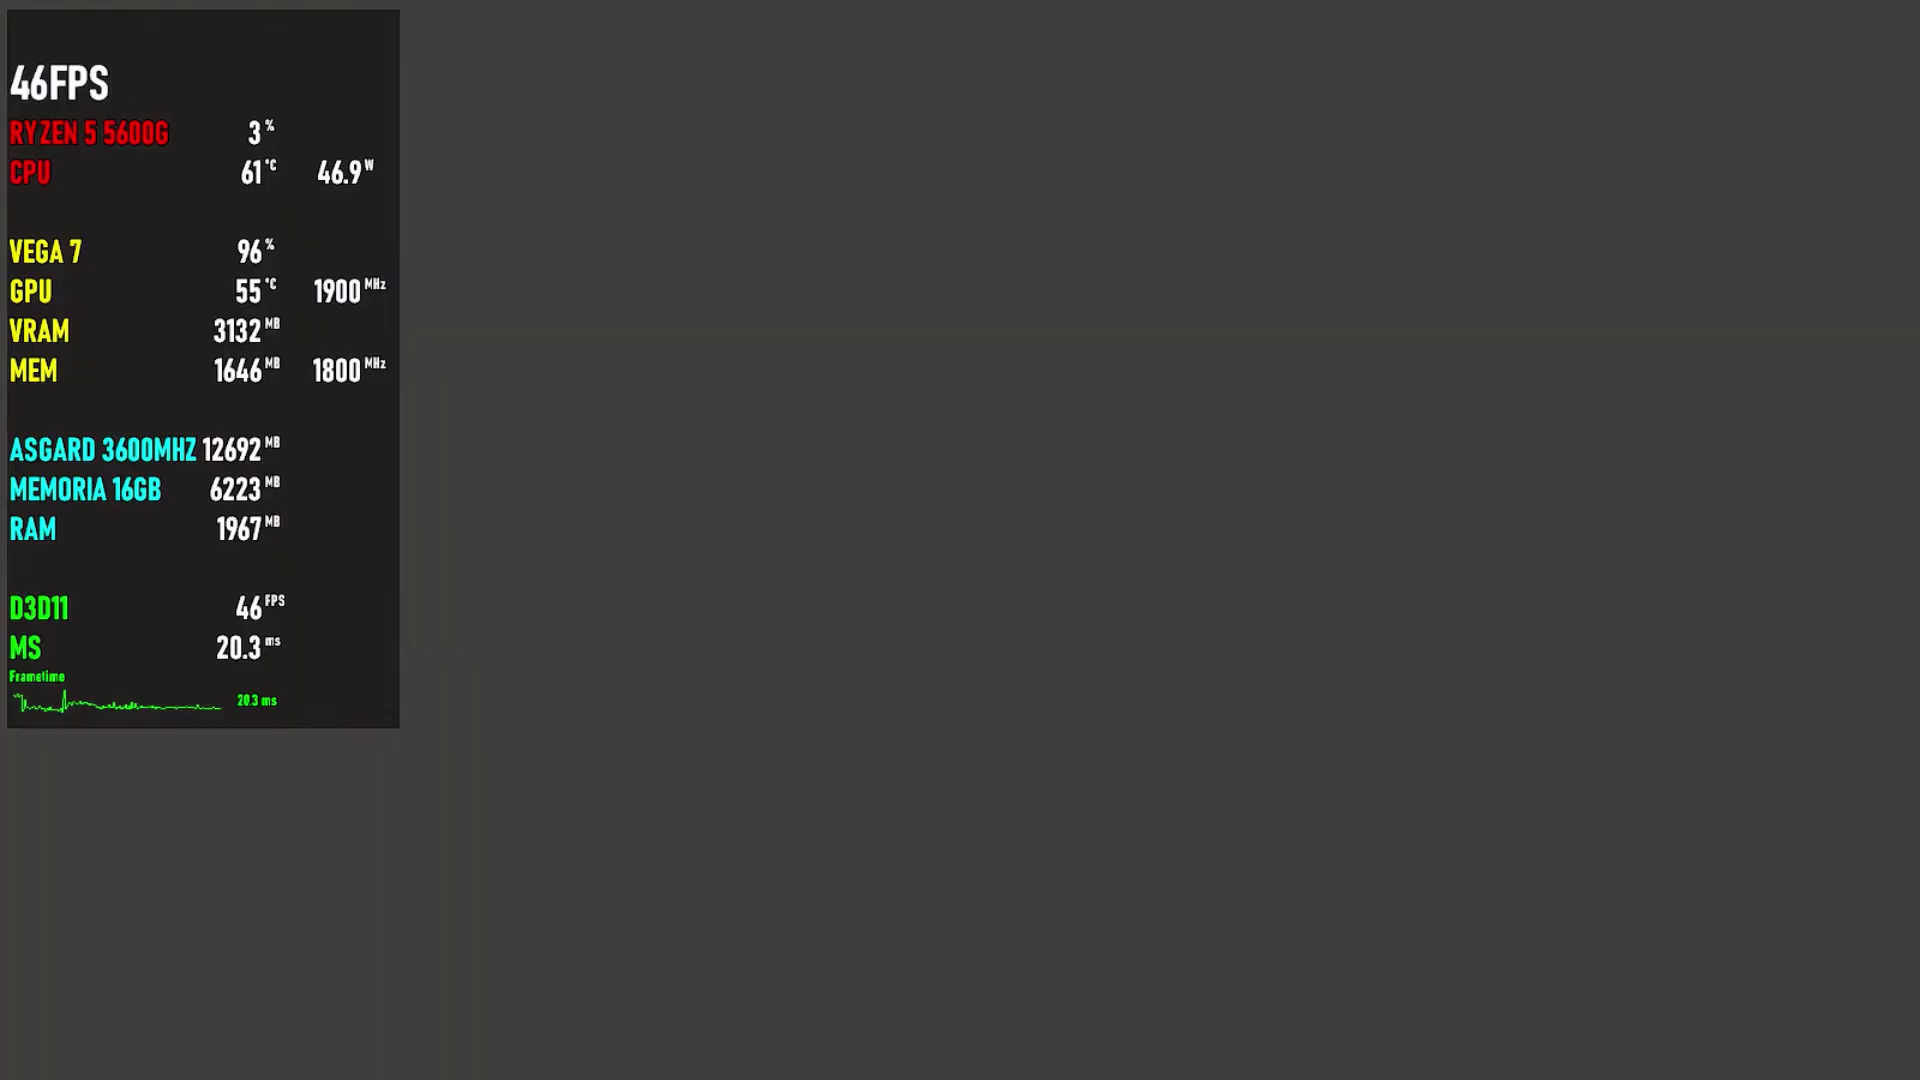 46FPS
RYZEN 5 5600G 3 %
CPU 61 °C 46.9 W
VEGA 7 96 %
GPU 55 °C 1900 MHz
VRAM 3132 MB
MEM 1646 MB 1800 MHz
ASGARD 3600MHZ 12692 MB
MEMORIA 16GB 6223 MB
RAM 1967 MB
D3D11 46 FPS
MS 20.3 ms
Frametime
20.3 ms